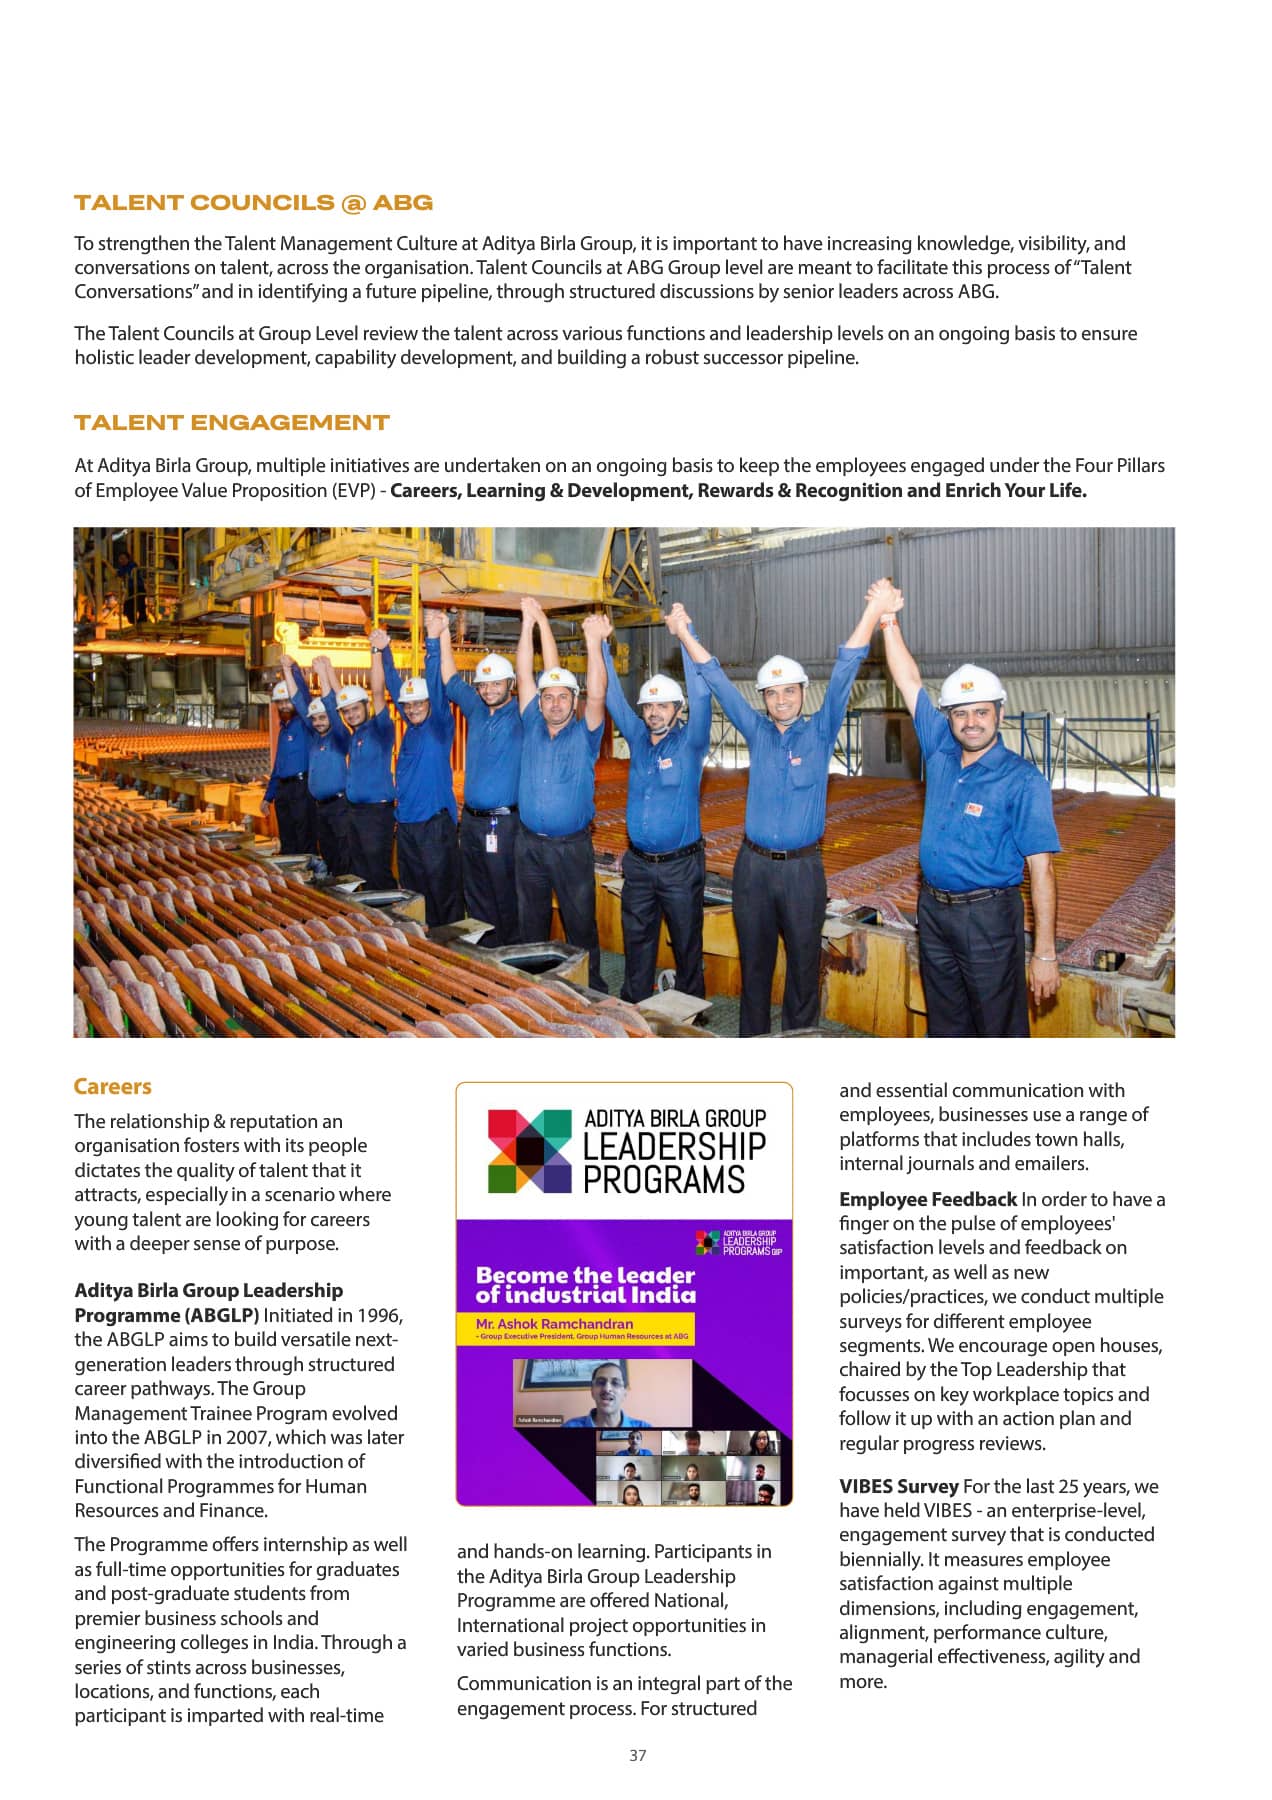 TALENT COUNCILS @ ABG
To strengthen the Talent Management Culture at Aditya Birla Group, it is important to have increasing knowledge, visibility, and
conversations on talent, across the organisation. Talent Councils at ABG Group level are meant to facilitate this process of “Talent
Conversations” and in identifying a future pipeline, through structured discussions by senior leaders across ABG.
The Talent Councils at Group Level review the talent across various functions and leadership levels on an ongoing basis to ensure
holistic leader development, capability development, and building a robust successor pipeline.
TALENT ENGAGEMENT
At Aditya Birla Group, multiple initiatives are undertaken on an ongoing basis to keep the employees engaged under the Four Pillars
of Employee Value Proposition (EVP) - Careers, Learning & Development, Rewards & Recognition and Enrich Your Life.
Careers
The relationship & reputation an
organisation fosters with its people
dictates the quality of talent that it
attracts, especially in a scenario where
young talent are looking for careers
with a deeper sense of purpose.
Aditya Birla Group Leadership
Programme (ABGLP) Initiated in 1996,
the ABGLP aims to build versatile next-
generation leaders through structured
career pathways. The Group
Management Trainee Program evolved
into the ABGLP in 2007, which was later
diversified with the introduction of
Functional Programmes for Human
Resources and Finance.
The Programme offers internship as well
as full-time opportunities for graduates
and post-graduate students from
premier business schools and
engineering colleges in India. Through a
series of stints across businesses,
locations, and functions, each
participant is imparted with real-time
ADITYA BIRLA GROUP
LEADERSHIP
PROGRAMS
ADITYA BIRLA GROUP
LEADERSHIP
PROGRAMS
Become the leader
of industrial India
Mr. Ashok Ramchandran
- Group Executive President, Group Human Resources at ABG
Ashok Ramchandran
and hands-on learning. Participants in
the Aditya Birla Group Leadership
Programme are offered National,
International project opportunities in
varied business functions.
Communication is an integral part of the
engagement process. For structured
and essential communication with
employees, businesses use a range of
platforms that includes town halls,
internal journals and emailers.
Employee Feedback In order to have a
finger on the pulse of employees'
satisfaction levels and feedback on
important, as well as new
policies/practices, we conduct multiple
surveys for different employee
segments. We encourage open houses,
chaired by the Top Leadership that
focusses on key workplace topics and
follow it up with an action plan and
regular progress reviews.
VIBES Survey For the last 25 years, we
have held VIBES - an enterprise-level,
engagement survey that is conducted
biennially. It measures employee
satisfaction against multiple
dimensions, including engagement,
alignment, performance culture,
managerial effectiveness, agility and
more.
37